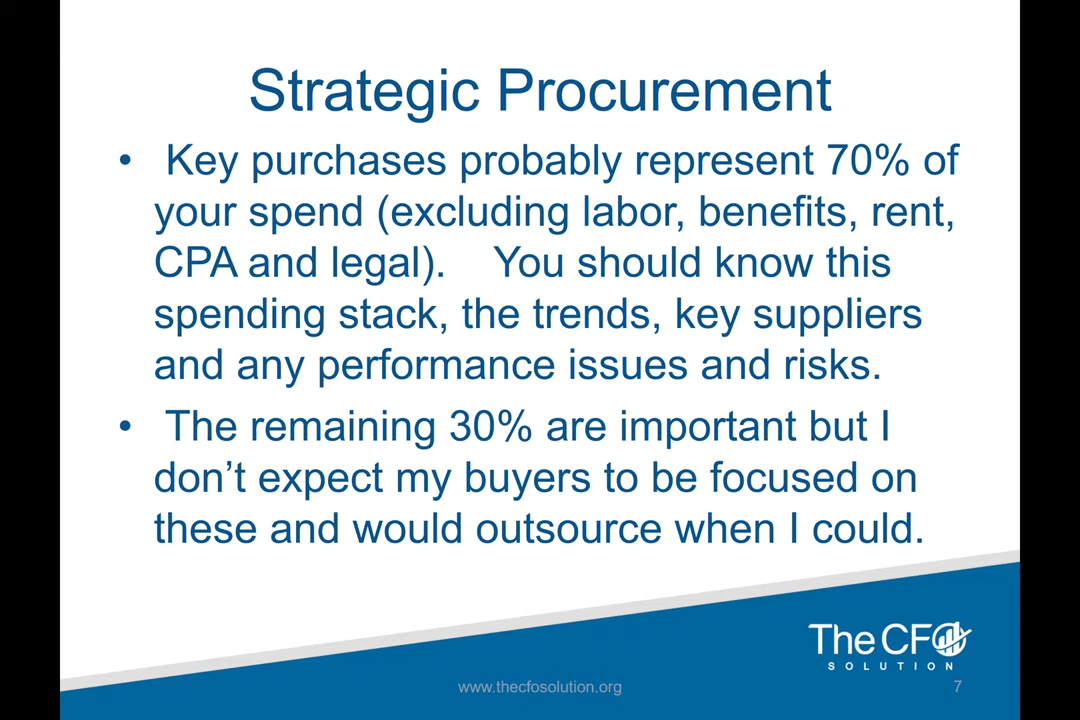 Strategic Procurement
• Key purchases probably represent 70% of
your spend (excluding labor, benefits, rent,
CPA and legal). You should know this
spending stack, the trends, key suppliers
and any performance issues and risks.
• The remaining 30% are important but I
don’t expect my buyers to be focused on
these and would outsource when I could.
The CFO
SOLUTION
www.thecfosolution.org
7